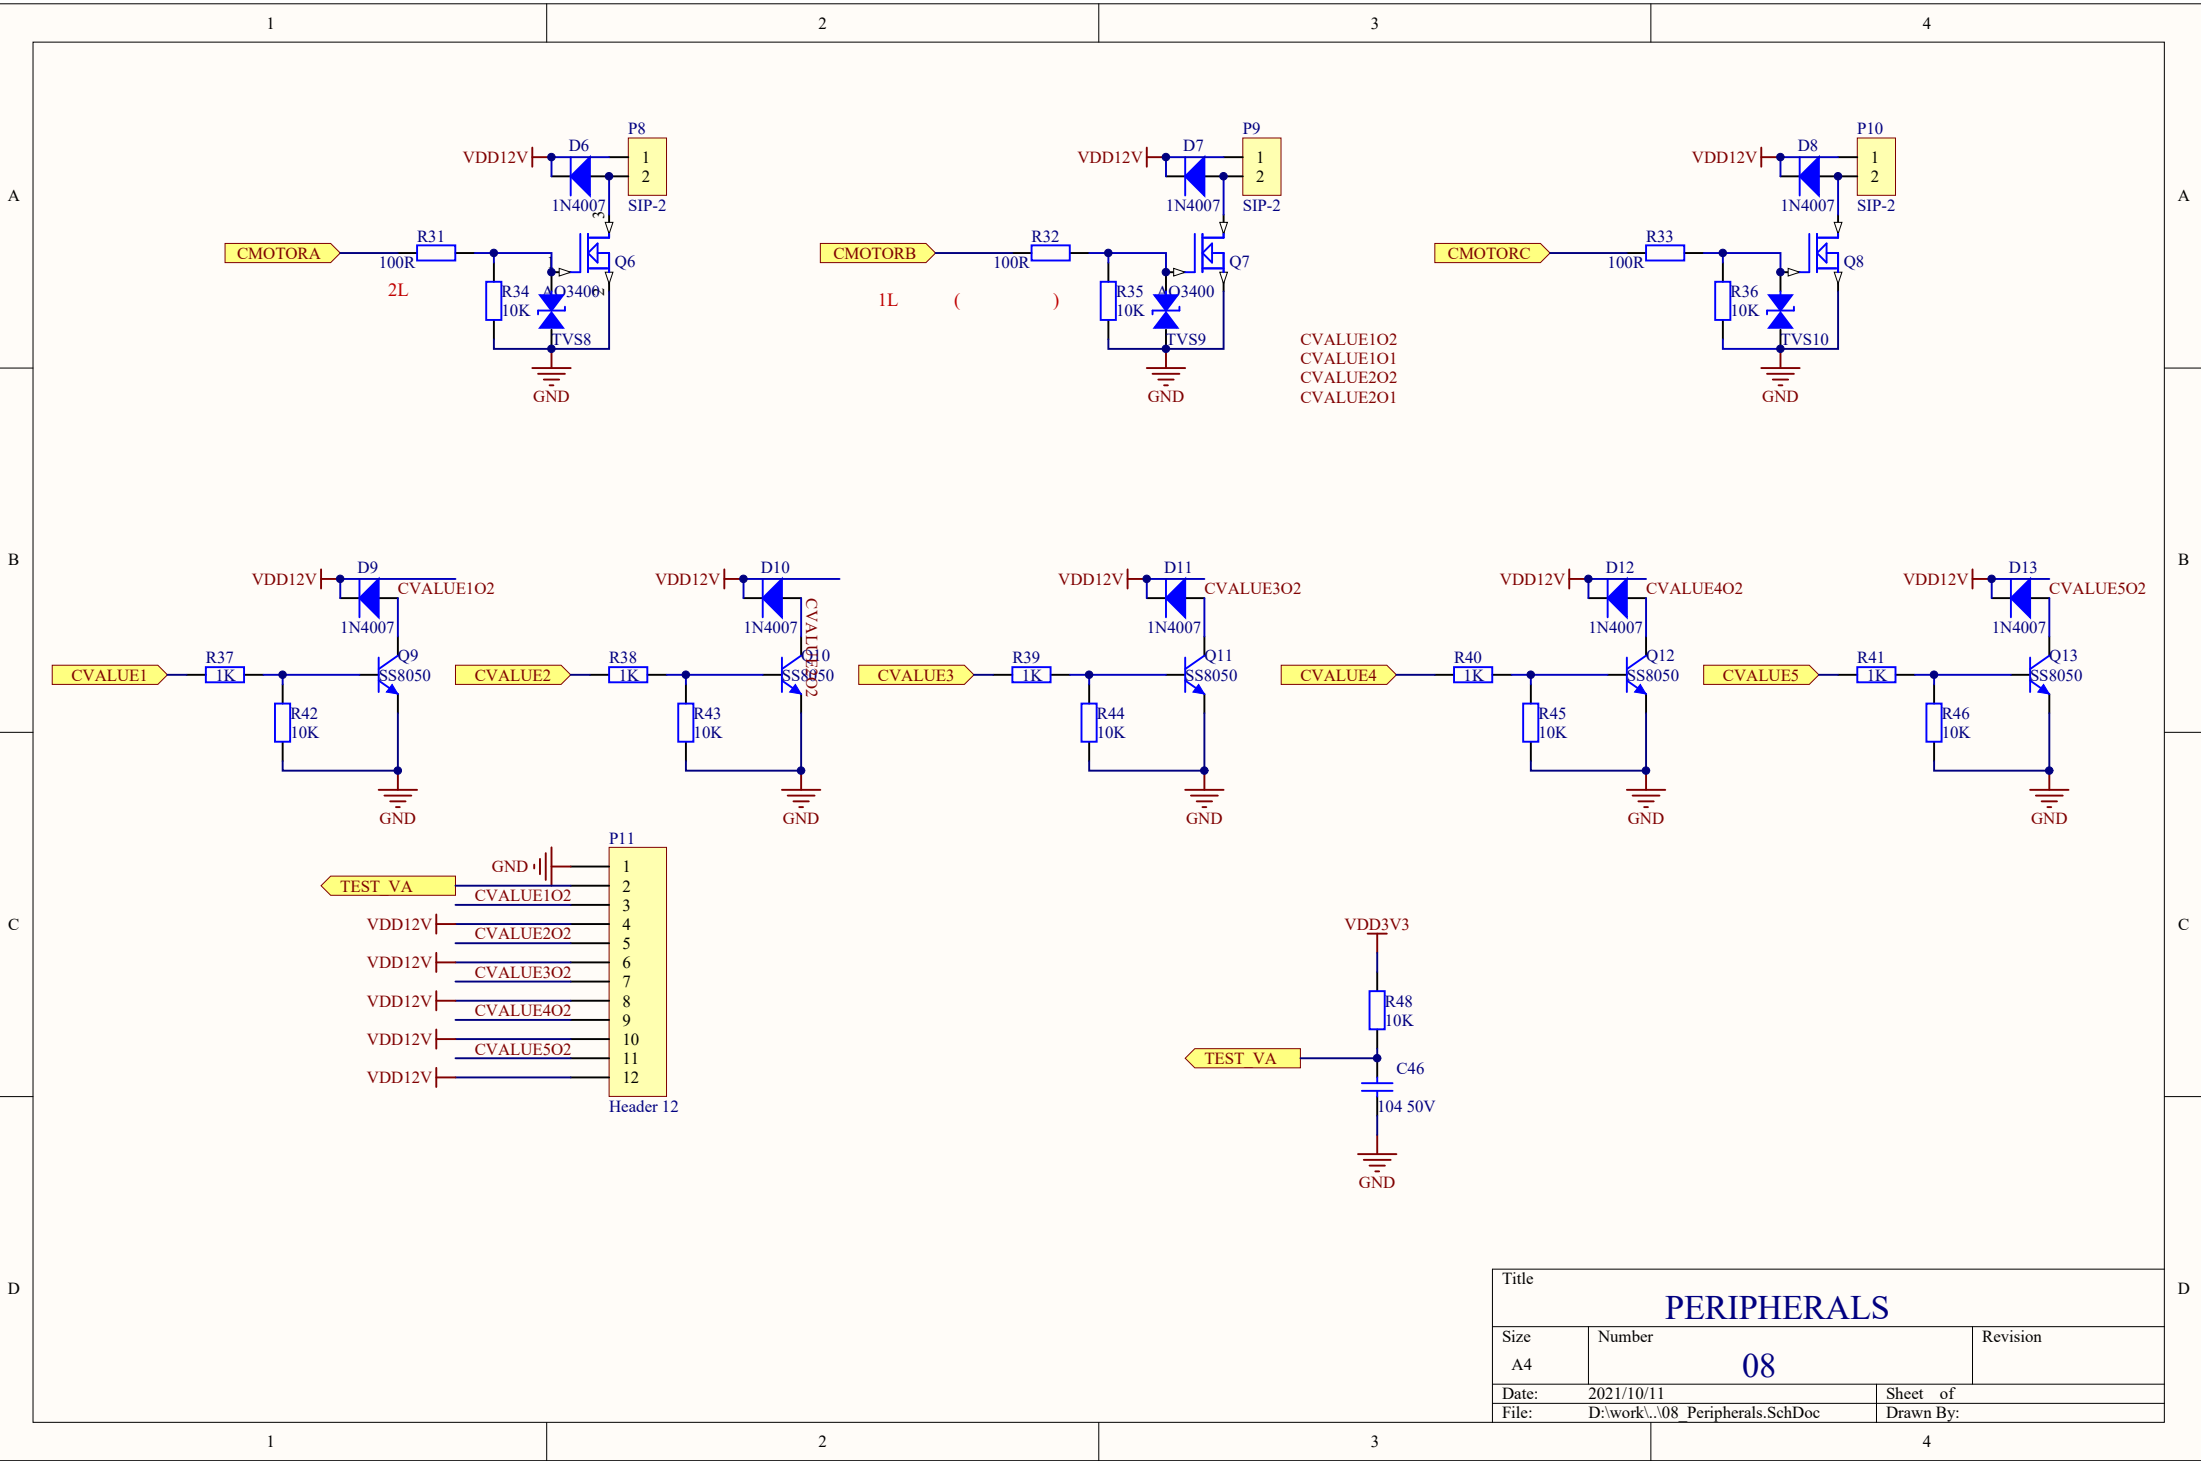 1 2 3 4
A A
B B
C C
D D
P8
D6
VDD12V
1
2
1N4007
SIP-2
3
CMOTORA
R31
100R
2L
1
Q6
R34
10K
AO3400
2
TVS8
GND
P9
D7
VDD12V
1
2
1N4007
SIP-2
CMOTORB
R32
100R
1L ( )
Q7
R35
10K
AO3400
TVS9
GND
CVALUE1O2
CVALUE1O1
CVALUE2O2
CVALUE2O1
P10
D8
VDD12V
1
2
1N4007
SIP-2
CMOTORC
R33
100R
Q8
R36
10K
TVS10
GND
D9
VDD12V
CVALUE1O2
1N4007
CVALUE1
R37
1K
Q9
SS8050
R42
10K
GND
D10
VDD12V
CVALUE2O2
1N4007
CVALUE2
R38
1K
Q10
SS8050
R43
10K
GND
D11
VDD12V
CVALUE3O2
1N4007
CVALUE3
R39
1K
Q11
SS8050
R44
10K
GND
D12
VDD12V
CVALUE4O2
1N4007
CVALUE4
R40
1K
Q12
SS8050
R45
10K
GND
D13
VDD12V
CVALUE5O2
1N4007
CVALUE5
R41
1K
Q13
SS8050
R46
10K
GND
P11
GND 1
TEST_VA 2
CVALUE1O2 3
VDD12V 4
CVALUE2O2 5
VDD12V 6
CVALUE3O2 7
VDD12V 8
CVALUE4O2 9
VDD12V 10
CVALUE5O2 11
VDD12V 12
Header 12
VDD3V3
R48
10K
TEST_VA
C46
104 50V
GND
Title
PERIPHERALS
Size Number Revision
A4 08
Date: 2021/10/11 Sheet of
File: D:\work\..\08_Peripherals.SchDoc Drawn By:
1 2 3 4